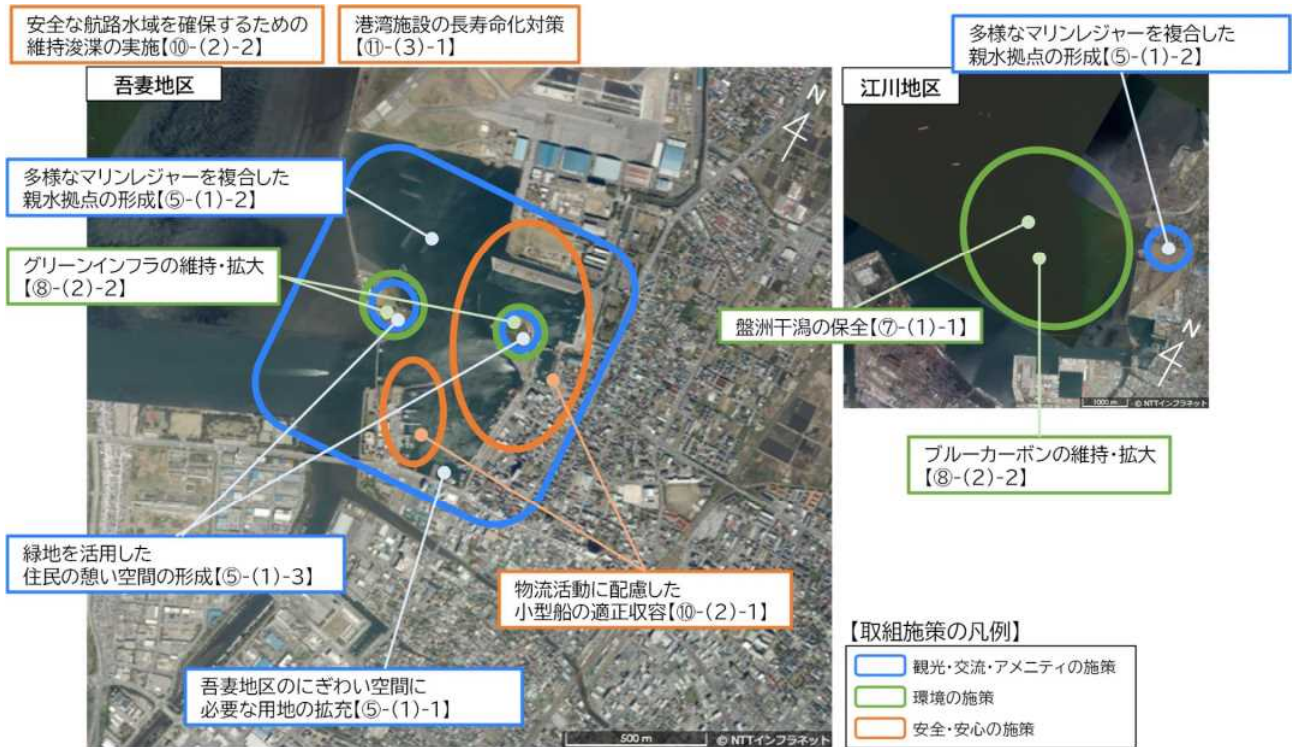 安全な航路水域を確保するための
維持浚渫の実施【⑩-(2)-2】
港湾施設の長寿命化対策
【⑪-(3)-1】
吾妻地区
N
多様なマリンレジャーを複合した
親水拠点の形成【⑤-(1)-2】
グリーンインフラの維持・拡大
【⑧-(2)-2】
緑地を活用した
住民の憩い空間の形成【⑤-(1)-3】
物流活動に配慮した
小型船の適正収容【⑩-(2)-1】
吾妻地区のにぎわい空間に
必要な用地の拡充【⑤-(1)-1】
500 m
© NTTインフラネット
多様なマリンレジャーを複合した
親水拠点の形成【⑤-(1)-2】
江川地区
盤洲干潟の保全【⑦-(1)-1】
N
1000 m
© NTTインフラネット
ブルーカーボンの維持・拡大
【⑧-(2)-2】
【取組施策の凡例】
観光・交流・アメニティの施策
環境の施策
安全・安心の施策